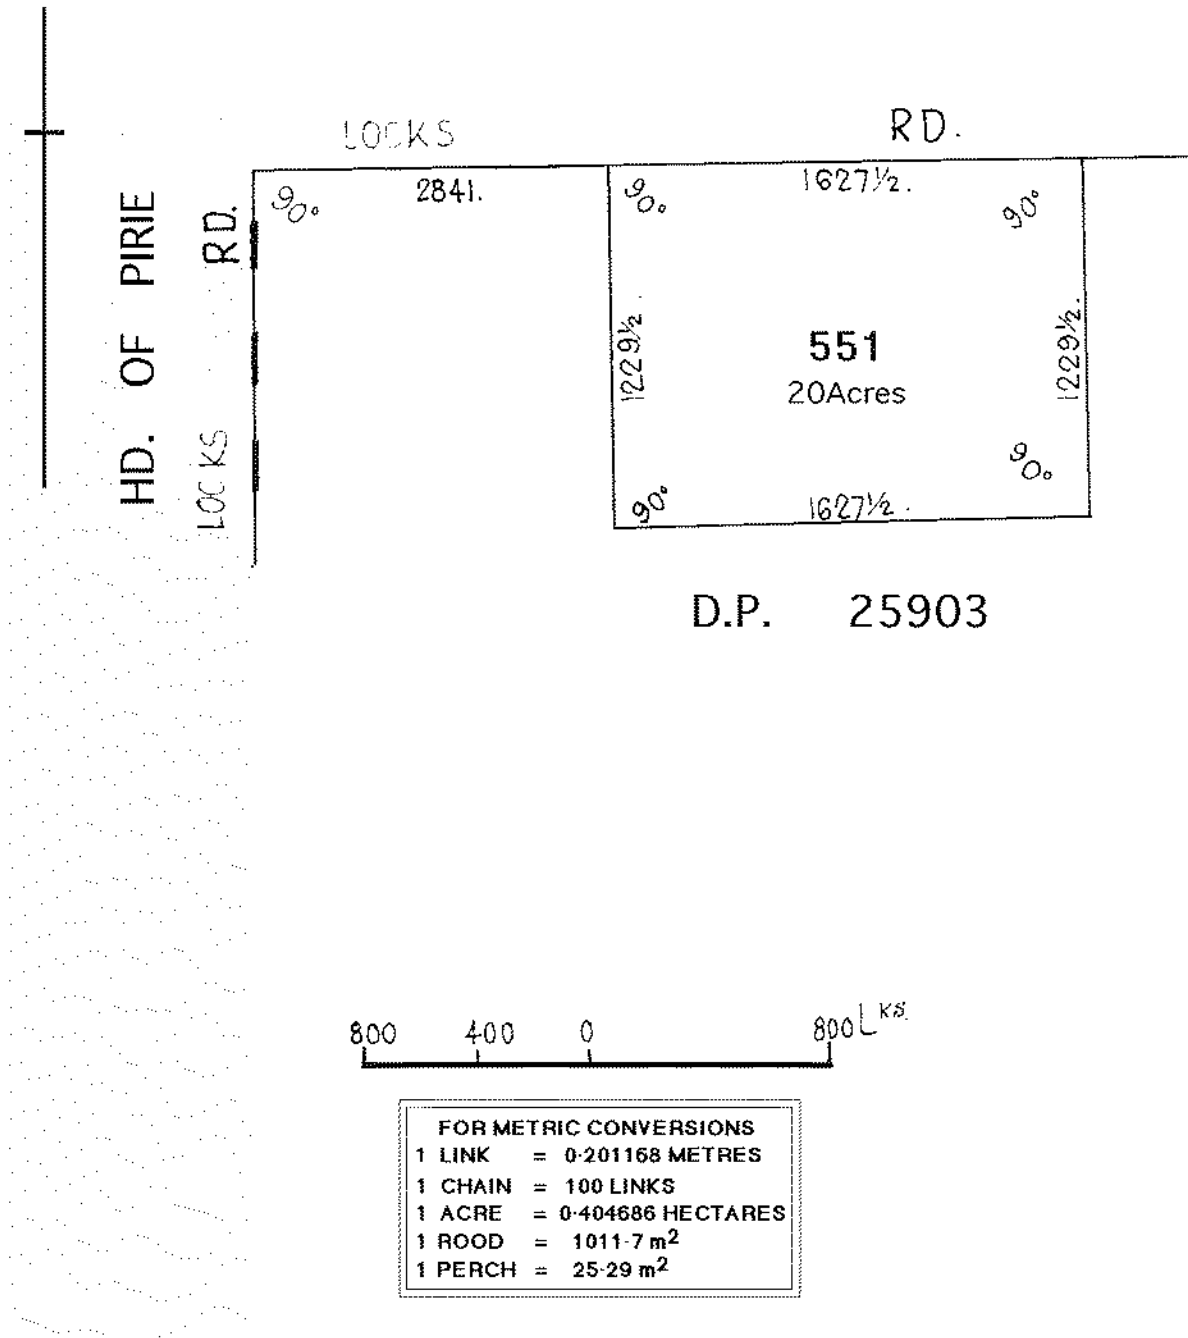 LOCKS RD.
2841.
1627½.
90°
90°
90°
HD. OF PIRIE
LOCKS RD.
1229½.
551
20Acres
1229½.
90°
90°
1627½.
D.P. 25903
800 400 0 800 LKS.
FOR METRIC CONVERSIONS
1 LINK = 0·201168 METRES
1 CHAIN = 100 LINKS
1 ACRE = 0·404686 HECTARES
1 ROOD = 1011·7 m²
1 PERCH = 25·29 m²